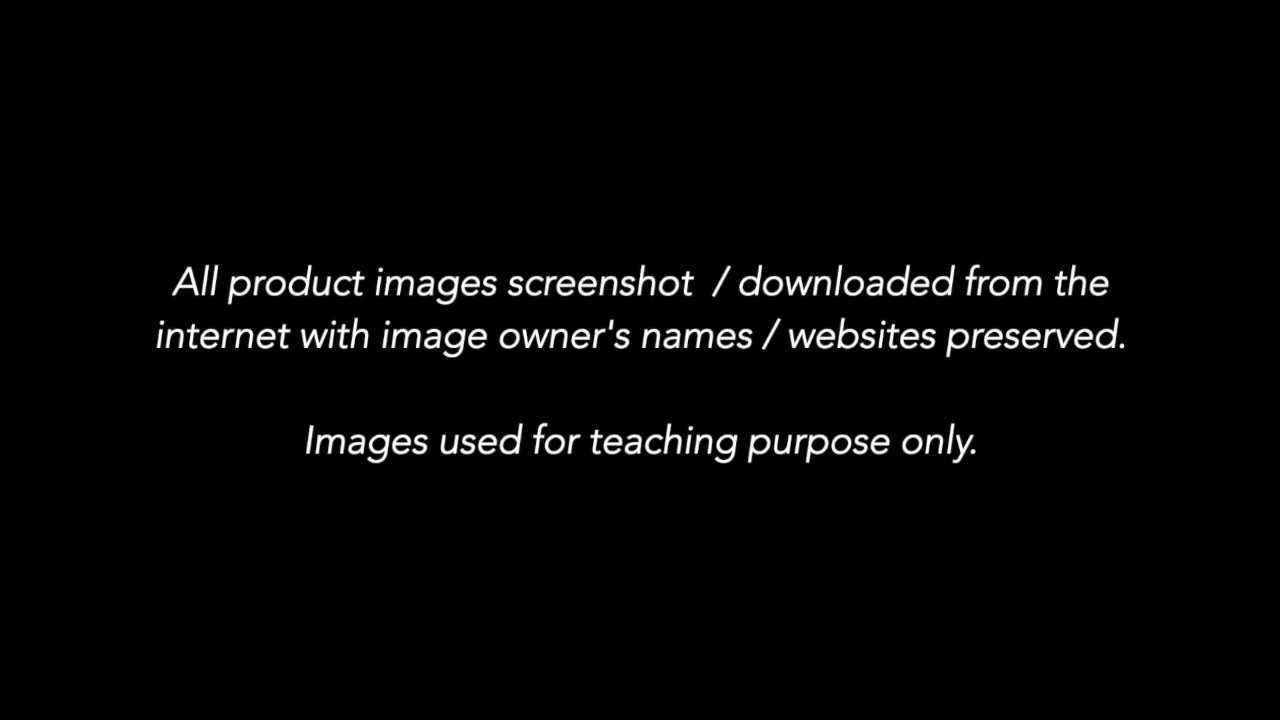 All product images screenshot  / downloaded from the
internet with image owner's names / websites preserved.
Images used for teaching purpose only.